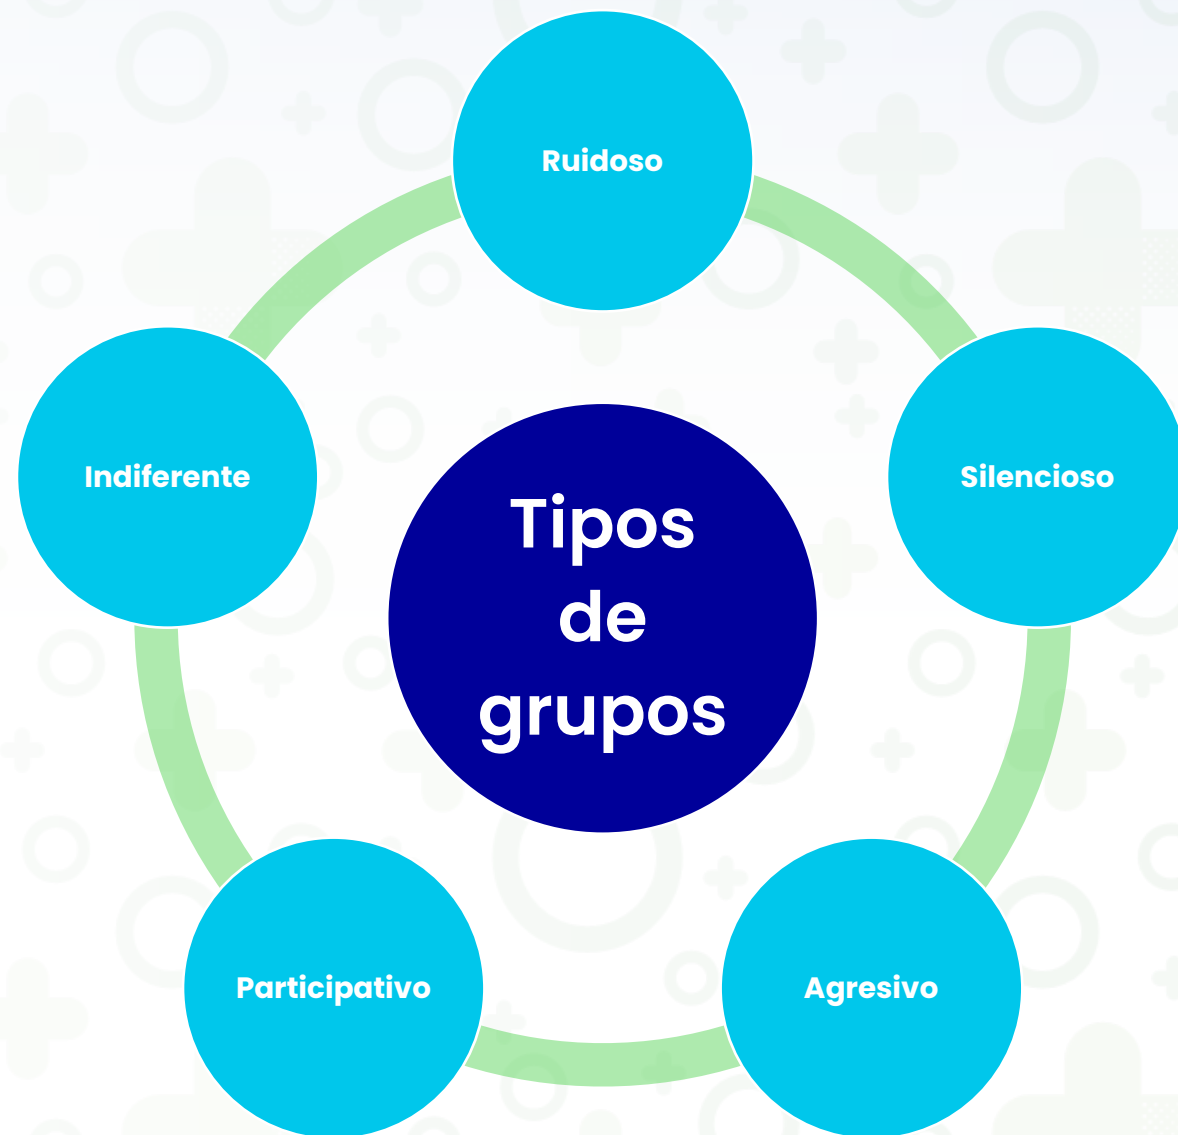 Ruidoso
Silencioso
Agresivo
Participativo
Indiferente
Tipos
de
grupos